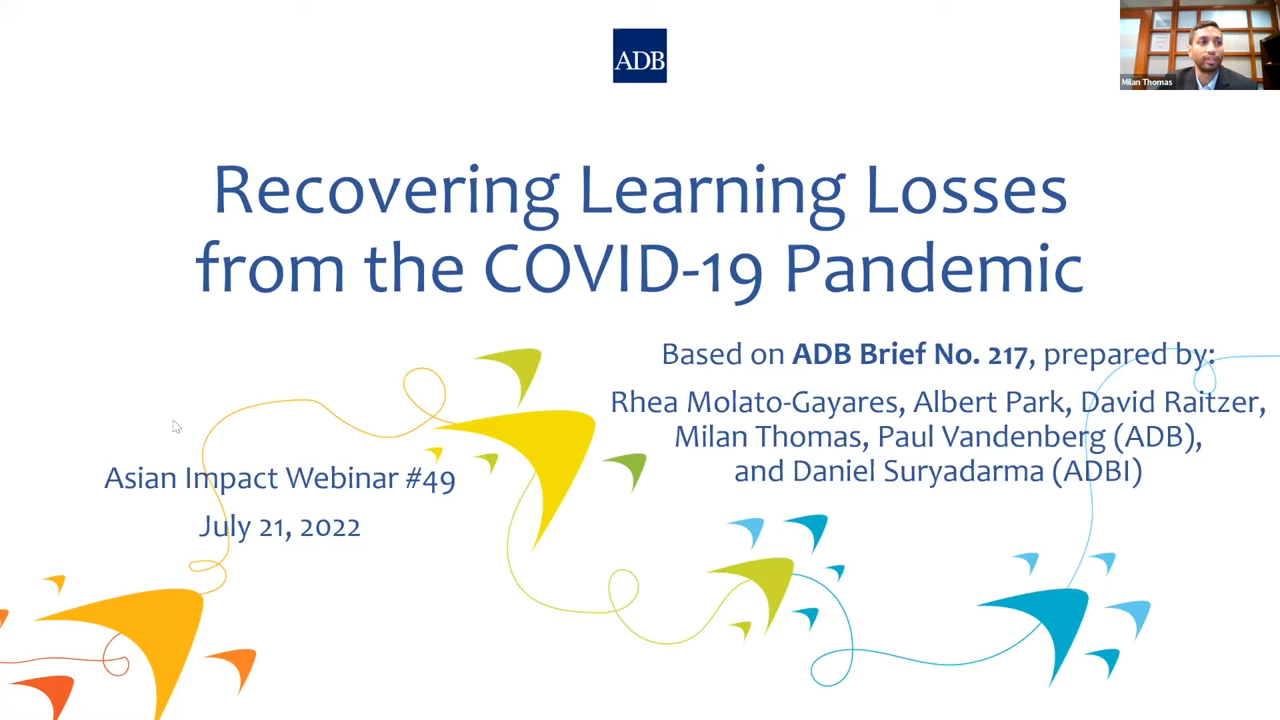 ADB
Milan Thomas
Recovering Learning Losses
from the COVID-19 Pandemic
Based on ADB Brief No. 217, prepared by:
Rhea Molato-Gayares, Albert Park, David Raitzer,
Milan Thomas, Paul Vandenberg (ADB),
and Daniel Suryadarma (ADBI)
Asian Impact Webinar #49
July 21, 2022